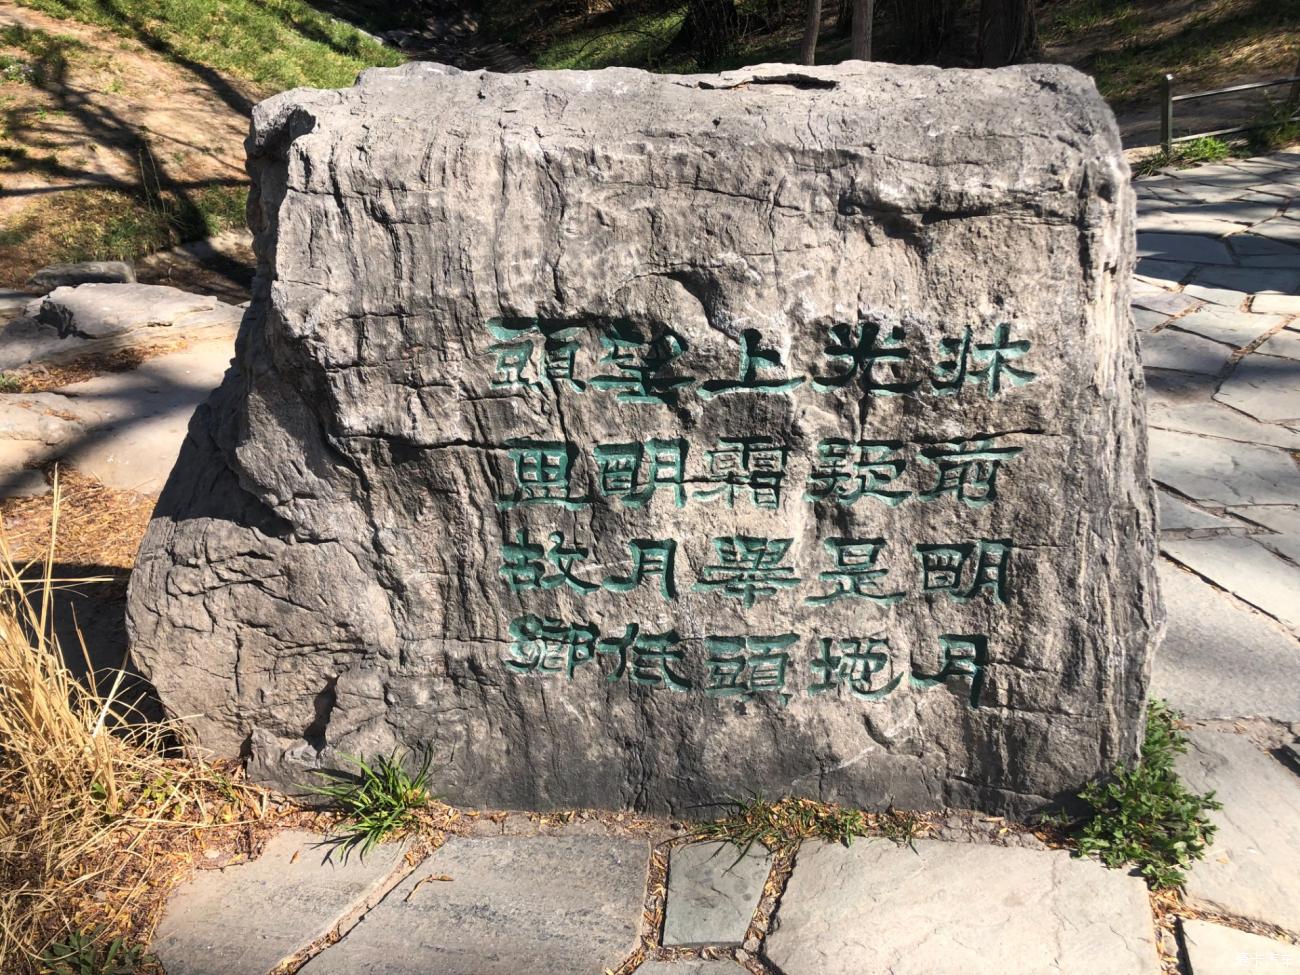 牀前明月
光疑是地
上霜舉頭
望明月低
頭思故鄉